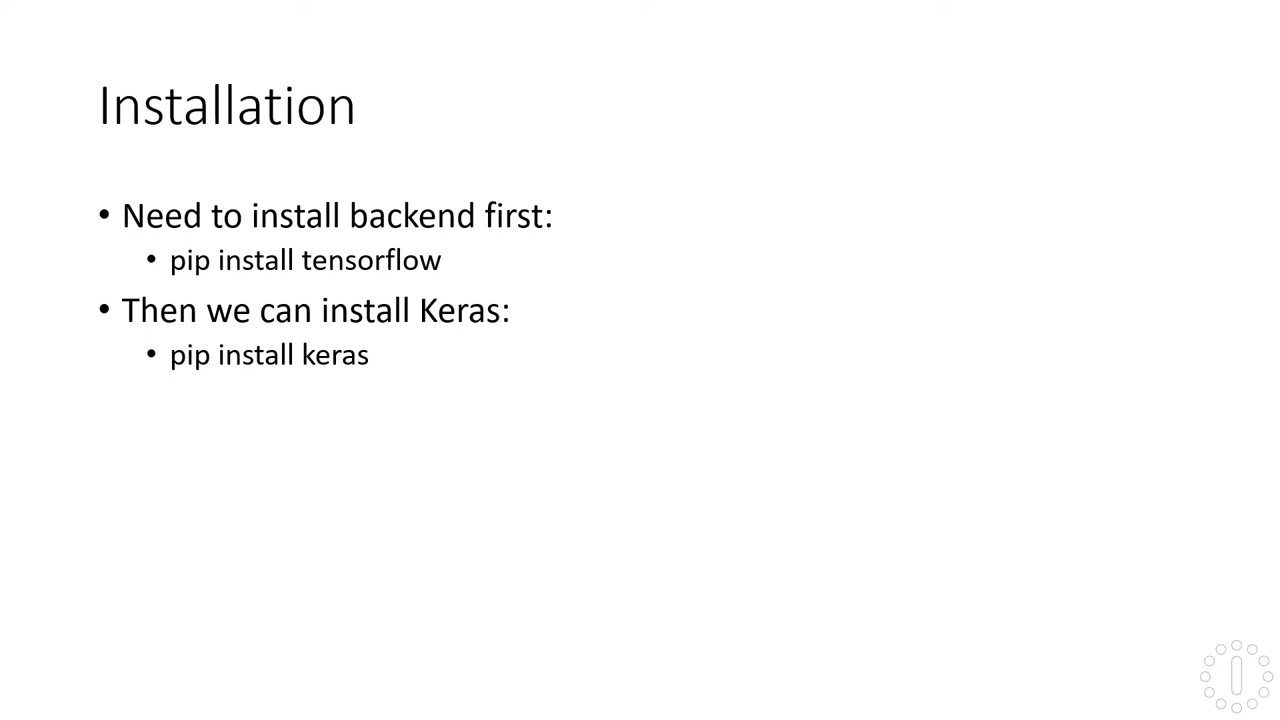 Installation
• Need to install backend first:
• pip install tensorflow
• Then we can install Keras:
• pip install keras